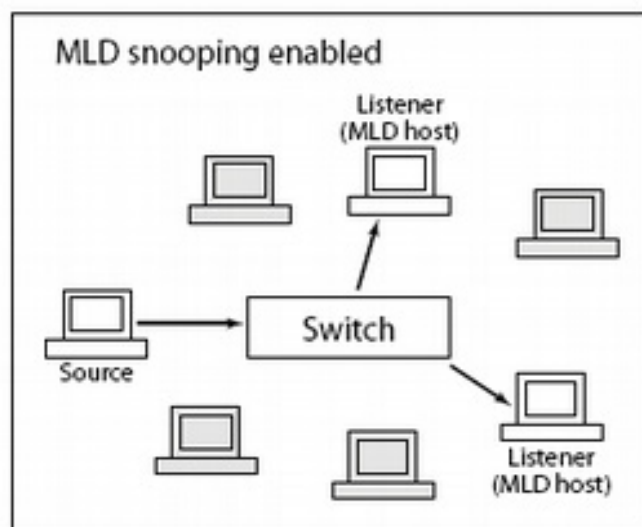 MLD snooping enabled
Listener
(MLD host)
Switch
Source
Listener
(MLD host)